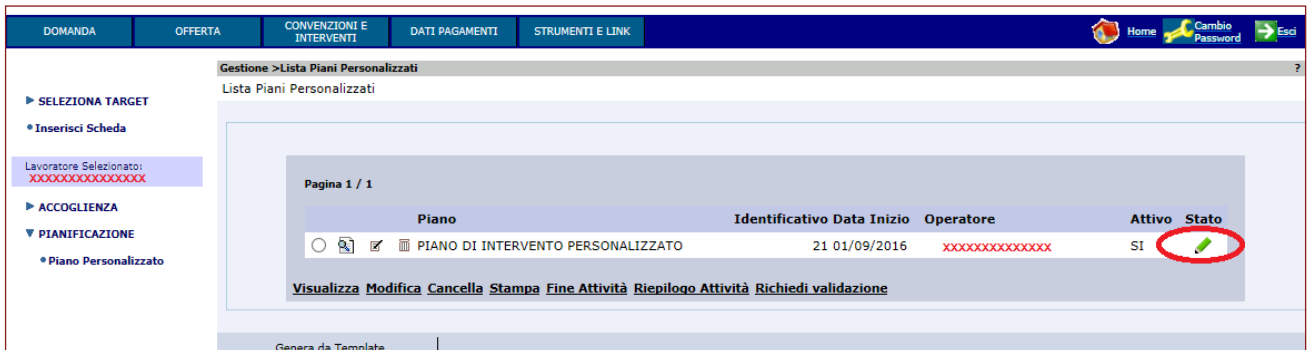 DOMANDA OFFERTA CONVENZIONI E INTERVENTI DATI PAGAMENTI STRUMENTI E LINK Home Cambio Password Esci
Gestione >Lista Piani Personalizzati ?
Lista Piani Personalizzati
SELEZIONA TARGET
Inserisci Scheda
Lavoratore Selezionato:
XXXXXXXXXXXXXXX
ACCOGLIENZA
PIANIFICAZIONE
Piano Personalizzato
Pagina 1 / 1
Piano Identificativo Data Inizio Operatore Attivo Stato
PIANO DI INTERVENTO PERSONALIZZATO 21 01/09/2016 XXXXXXXXXXXXXX SI
Visualizza Modifica Cancella Stampa Fine Attività Riepilogo Attività Richiedi validazione
Genera da Template